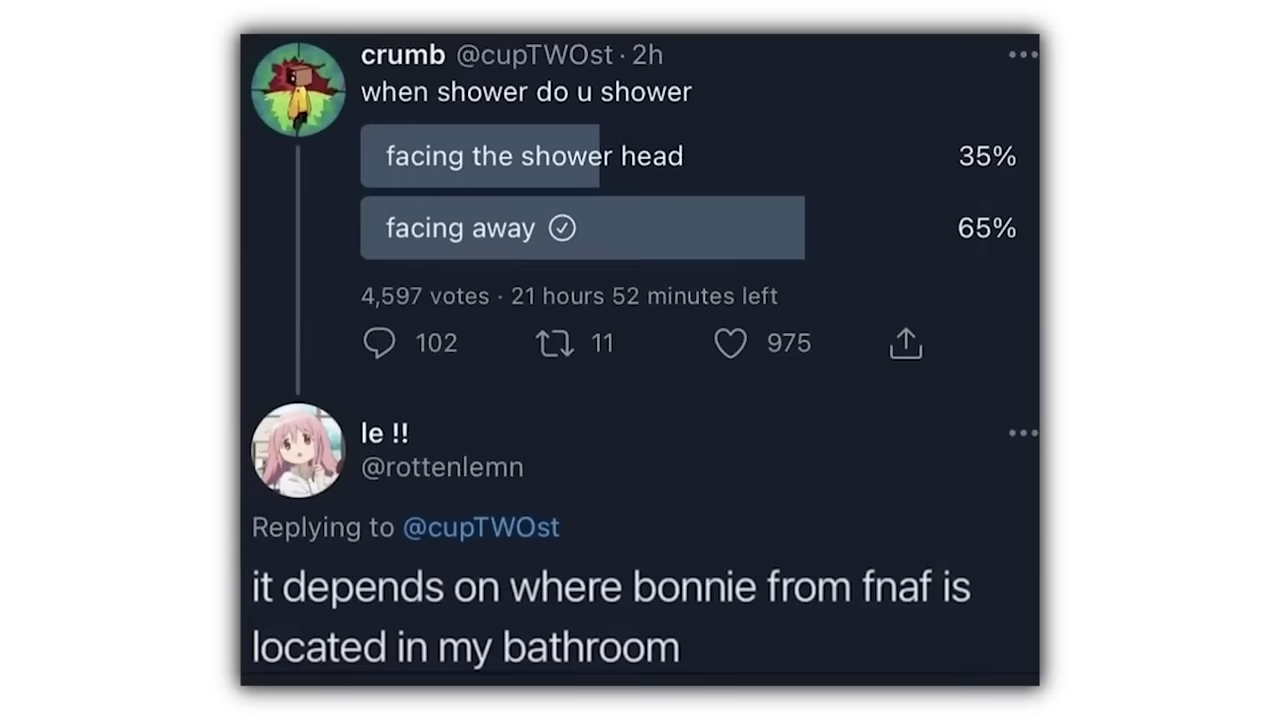 crumb @cupTWOst · 2h
when shower do u shower
facing the shower head 35%
facing away 65%
4,597 votes · 21 hours 52 minutes left
102 11 975
le !!
@rottenlemn
Replying to @cupTWOst
it depends on where bonnie from fnaf is
located in my bathroom